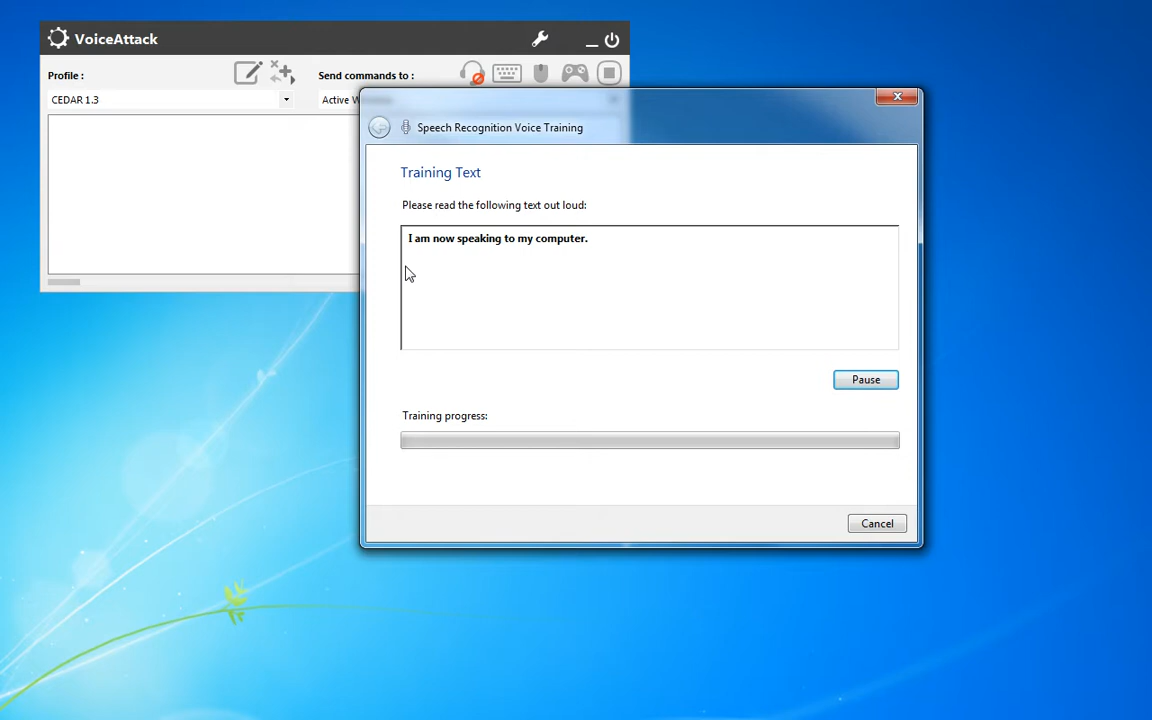 VoiceAttack
Profile :
Send commands to :
CEDAR 1.3
Active W
Speech Recognition Voice Training
Training Text
Please read the following text out loud:
I am now speaking to my computer.
Pause
Training progress:
Cancel